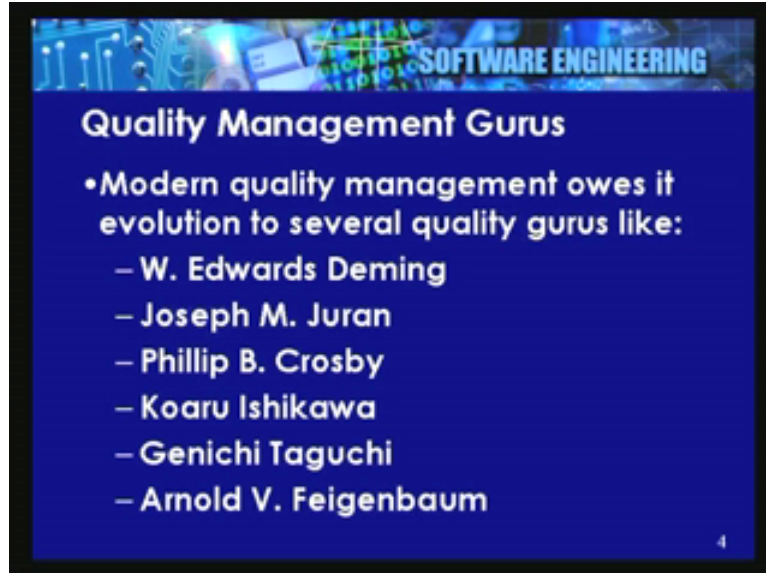 SOFTWARE ENGINEERING
Quality Management Gurus
•Modern quality management owes it
evolution to several quality gurus like:
– W. Edwards Deming
– Joseph M. Juran
– Phillip B. Crosby
– Koaru Ishikawa
– Genichi Taguchi
– Arnold V. Feigenbaum
4